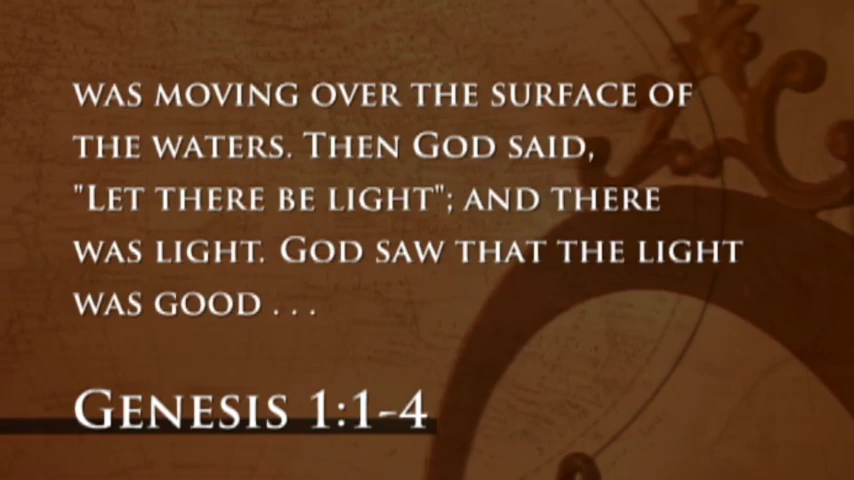 WAS MOVING OVER THE SURFACE OF
THE WATERS. THEN GOD SAID,
"LET THERE BE LIGHT"; AND THERE
WAS LIGHT. GOD SAW THAT THE LIGHT
WAS GOOD . . .
GENESIS 1:1-4